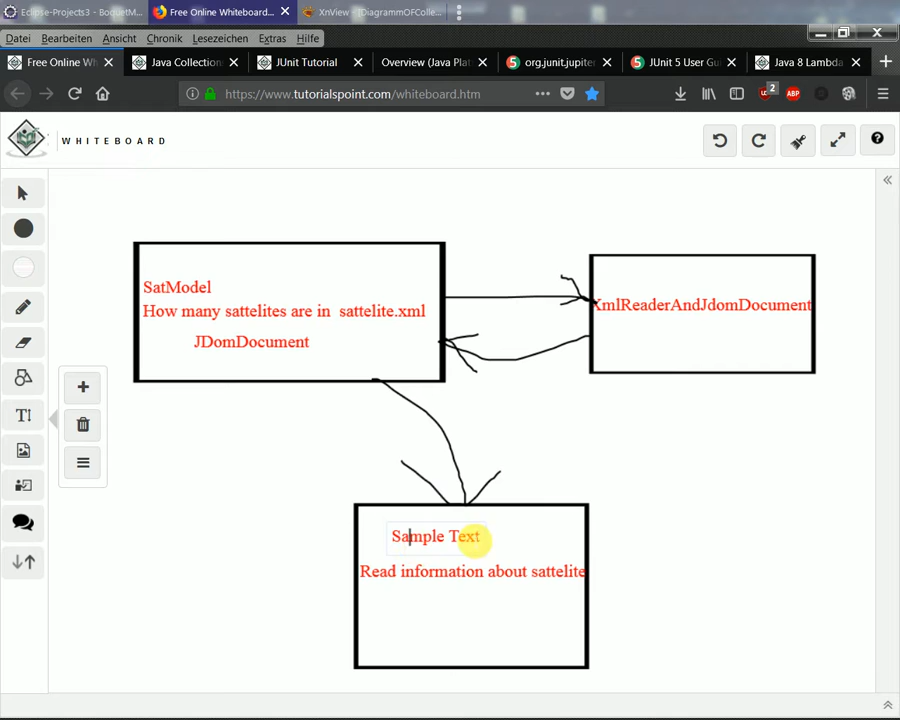 Eclipse-Projects3 - BoquetM...
Free Online Whiteboard...
XnView - [DiagrammOFColle...
Datei Bearbeiten Ansicht Chronik Lesezeichen Extras Hilfe
Free Online Wh
Java Collection
JUnit Tutorial
Overview (Java Plat
org.junit.jupiter
JUnit 5 User Gui
Java 8 Lambda
https://www.tutorialspoint.com/whiteboard.htm
2
ABP
WHITEBOARD
SatModel
How many sattelites are in sattelite.xml
JDomDocument
XmlReaderAndJdomDocument
Sample Text
Read information about sattelite